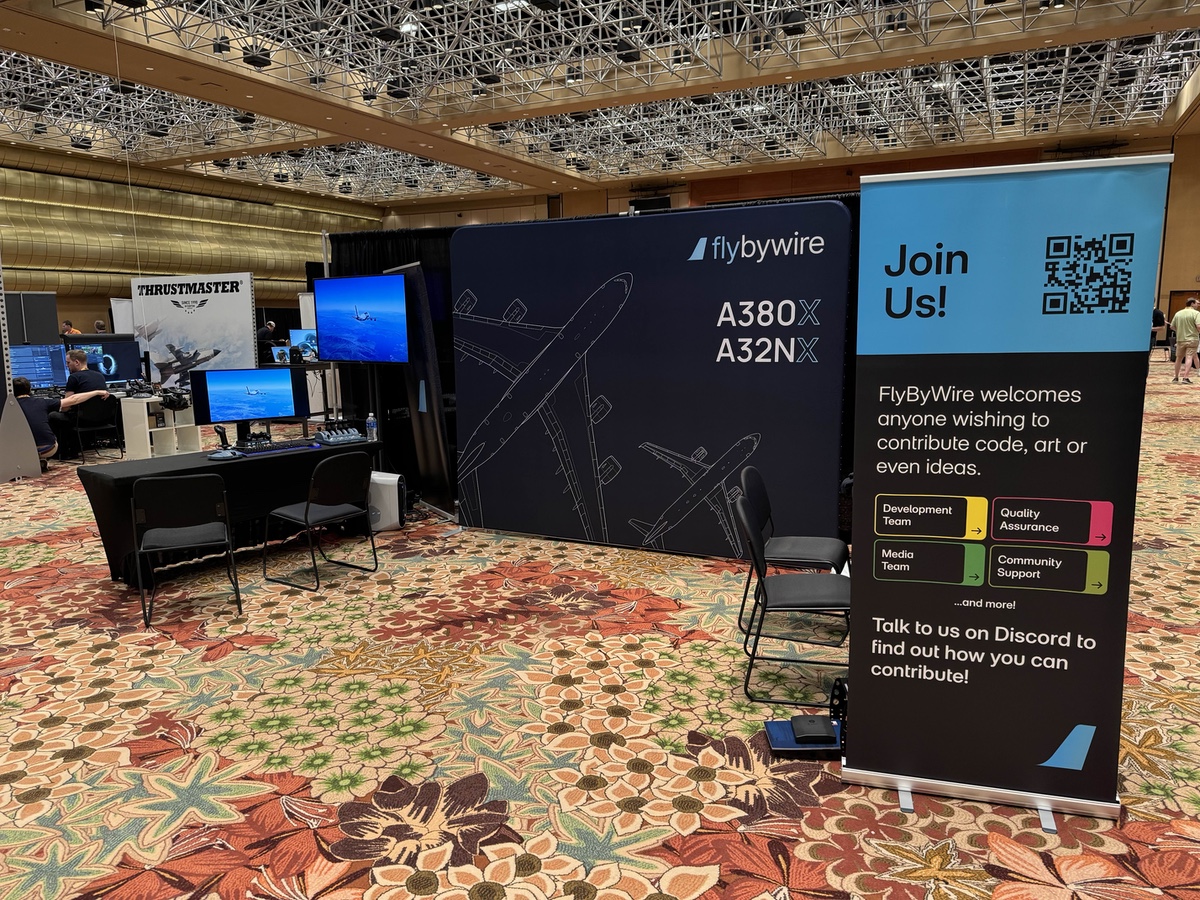 THRUSTMASTER
flybywire
A380X
A32NX
Join
Us!
FlyByWire welcomes
anyone wishing to
contribute code, art or
even ideas.
Development
Team
Quality
Assurance
Media
Team
Community
Support
...and more!
Talk to us on Discord to
find out how you can
contribute!